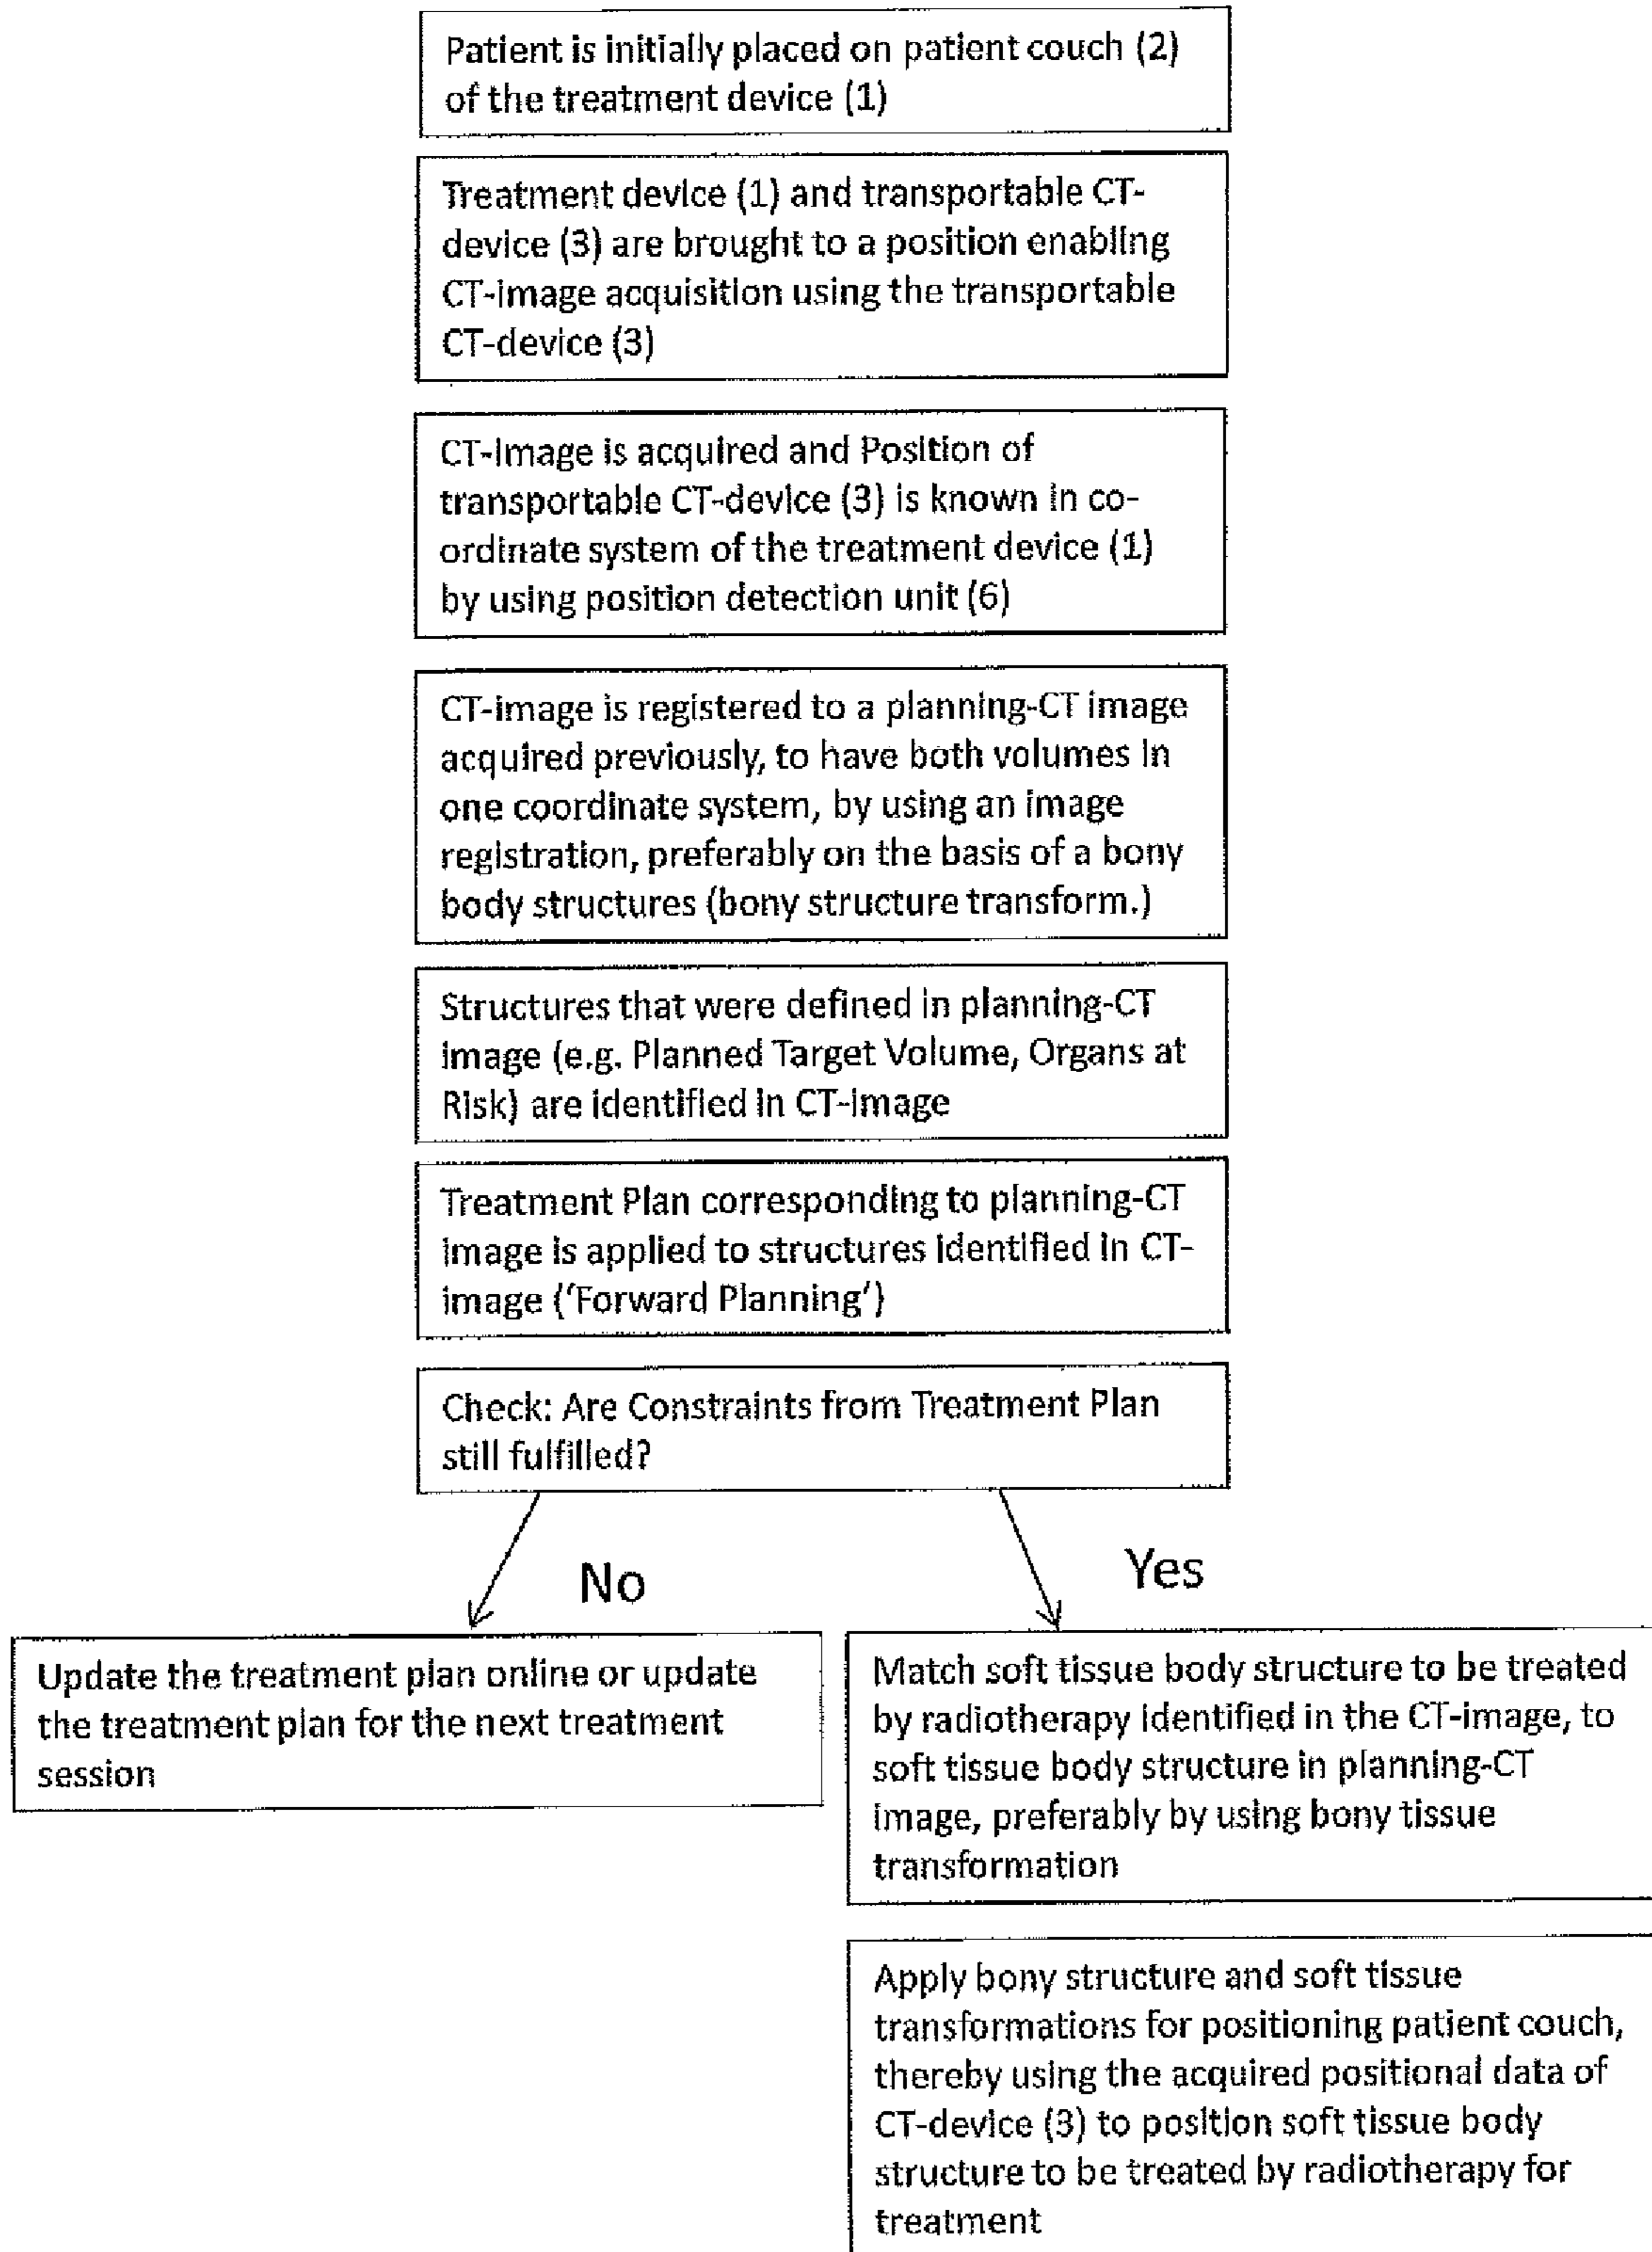 Patient is initially placed on patient couch (2)
of the treatment device (1)
Treatment device (1) and transportable CT-
device (3) are brought to a position enabling
CT-image acquisition using the transportable
CT-device (3)
CT-Image is acquired and Position of
transportable CT-device (3) is known in co-
ordinate system of the treatment device (1)
by using position detection unit (6)
CT-image is registered to a planning-CT image
acquired previously, to have both volumes in
one coordinate system, by using an image
registration, preferably on the basis of a bony
body structures (bony structure transform.)
Structures that were defined in planning-CT
image (e.g. Planned Target Volume, Organs at
Risk) are identified in CT-image
Treatment Plan corresponding to planning-CT
image is applied to structures identified in CT-
image ('Forward Planning')
Check: Are Constraints from Treatment Plan
still fulfilled?
No
Yes
Update the treatment plan online or update
the treatment plan for the next treatment
session
Match soft tissue body structure to be treated
by radiotherapy identified in the CT-image, to
soft tissue body structure in planning-CT
image, preferably by using bony tissue
transformation
Apply bony structure and soft tissue
transformations for positioning patient couch,
thereby using the acquired positional data of
CT-device (3) to position soft tissue body
structure to be treated by radiotherapy for
treatment